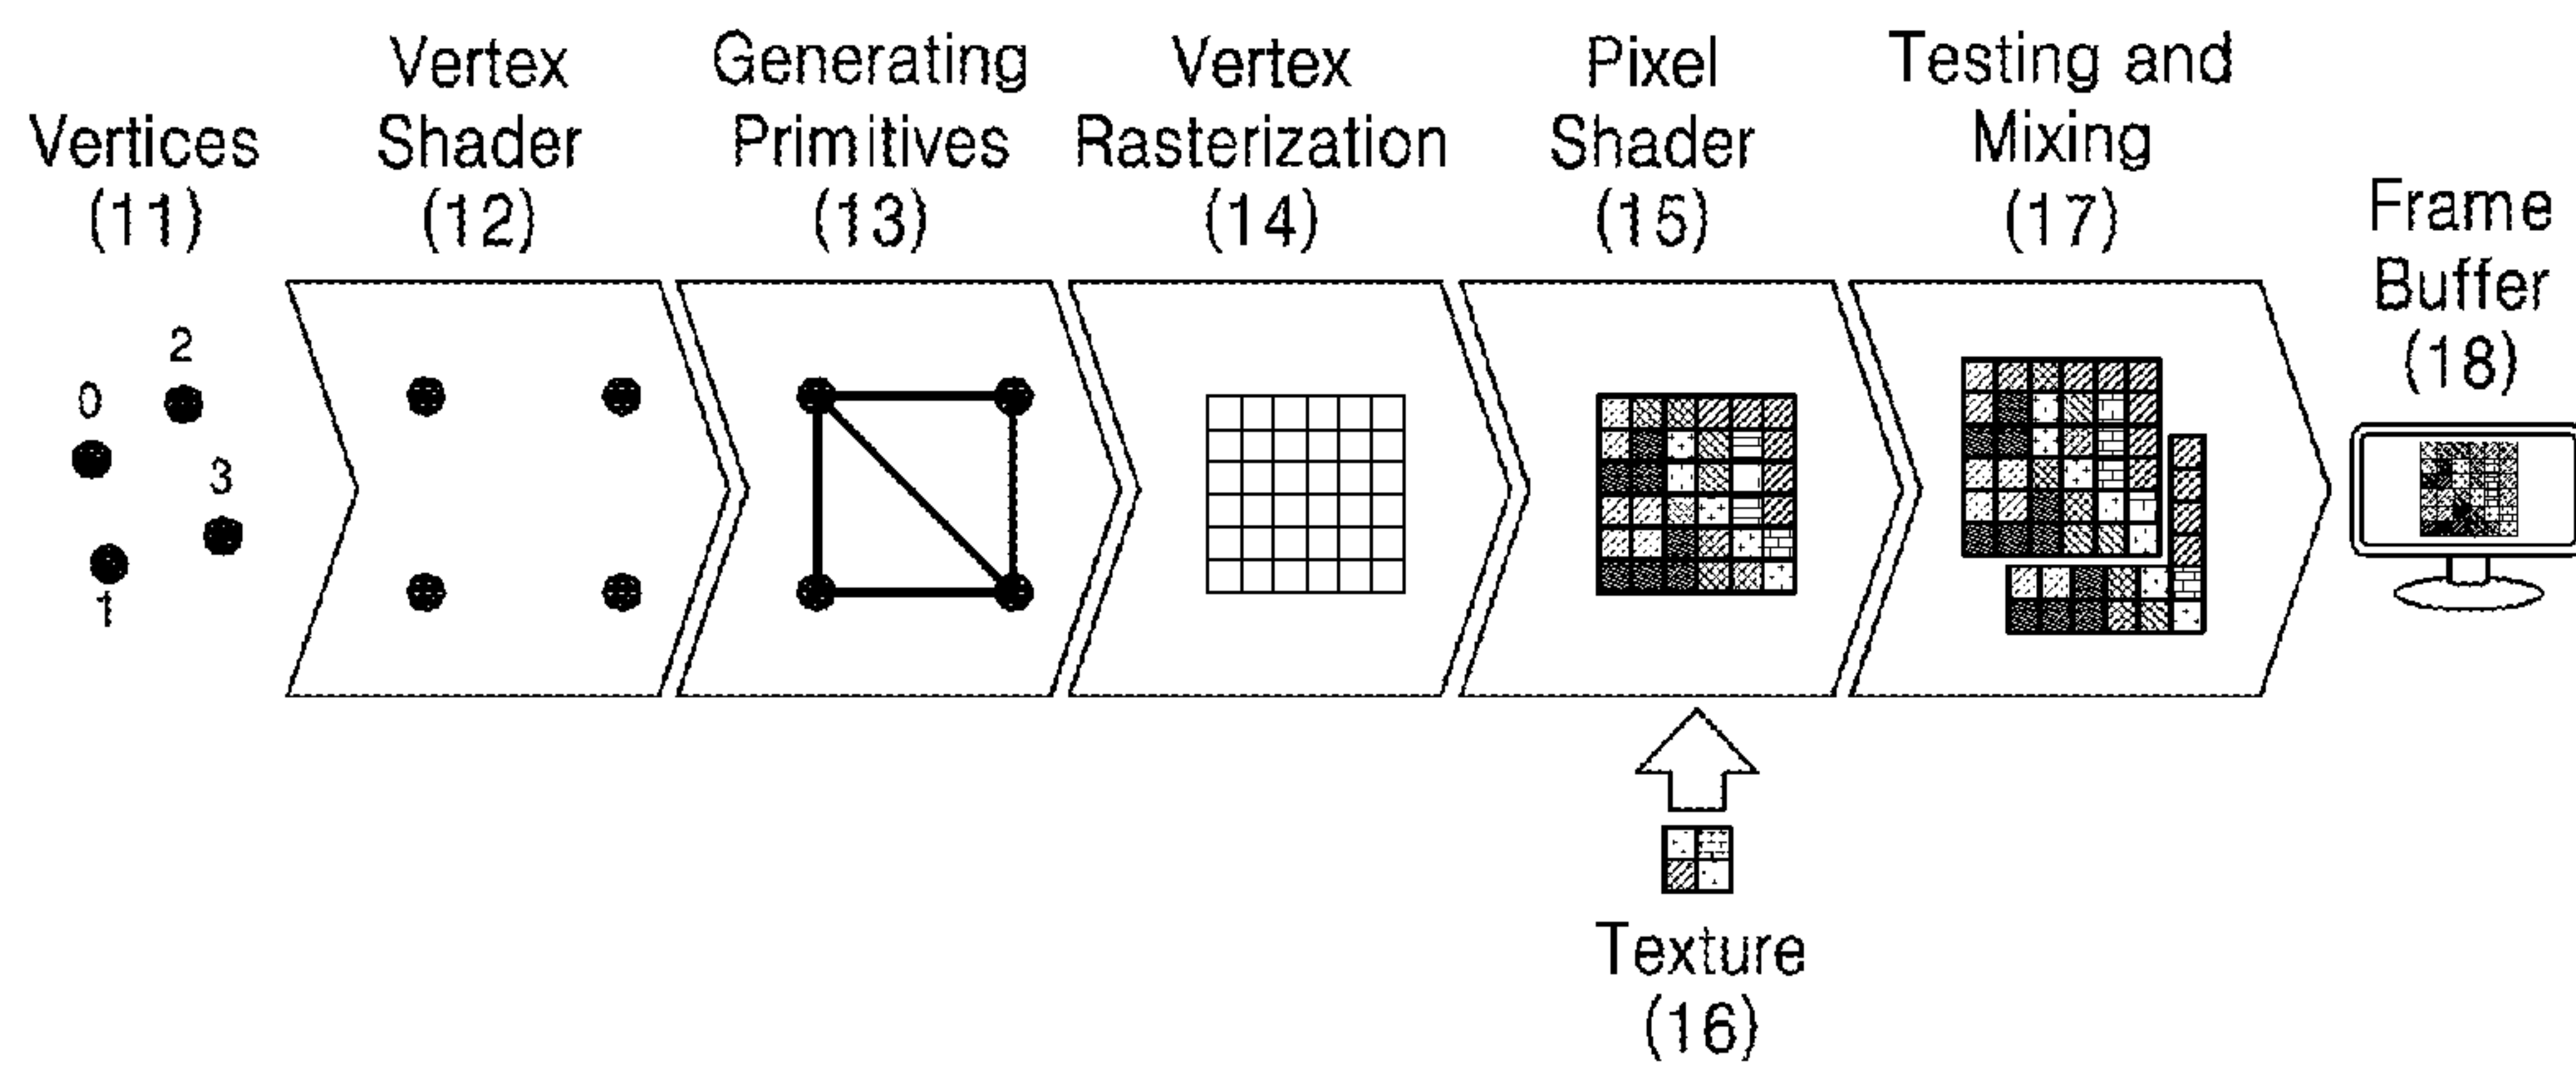 Vertices
(11)
Vertex
Shader
(12)
Generating
Primitives
(13)
Vertex
Rasterization
(14)
Pixel
Shader
(15)
Testing and
Mixing
(17)
Frame
Buffer
(18)
0
2
3
1
Texture
(16)